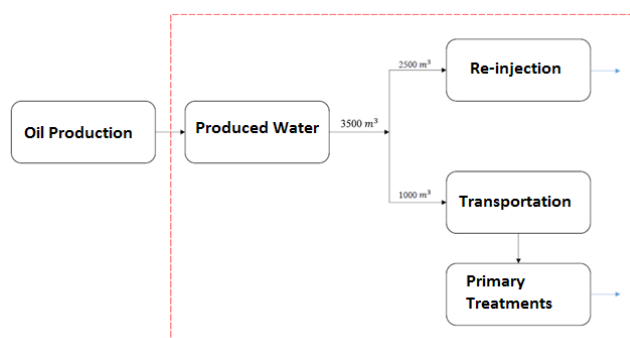 2500 m³
Re-injection
Oil Production
Produced Water
3500 m³
1000 m³
Transportation
Primary
Treatments